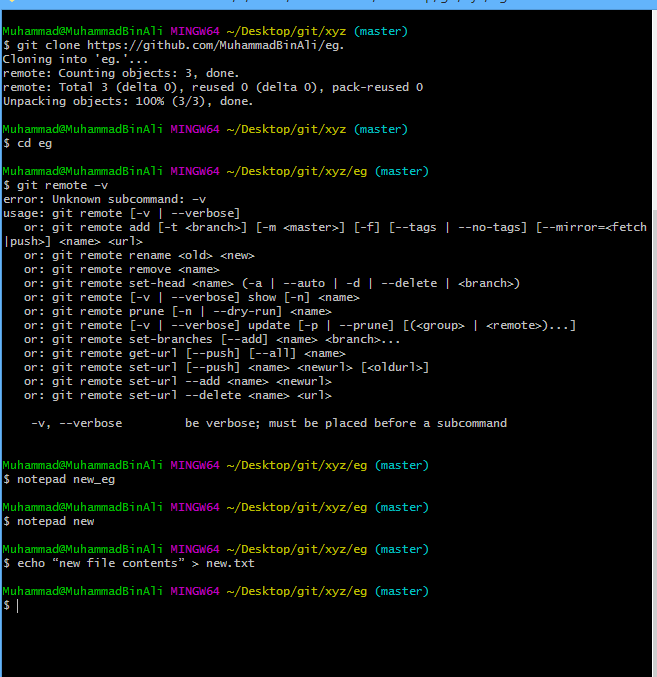 Muhammad@MuhammadBinAli MINGW64 ~/Desktop/git/xyz (master)
$ git clone https://github.com/MuhammadBinAli/eg.
Cloning into 'eg.'...
remote: Counting objects: 3, done.
remote: Total 3 (delta 0), reused 0 (delta 0), pack-reused 0
Unpacking objects: 100% (3/3), done.
Muhammad@MuhammadBinAli MINGW64 ~/Desktop/git/xyz (master)
$ cd eg
Muhammad@MuhammadBinAli MINGW64 ~/Desktop/git/xyz/eg (master)
$ git remote –v
error: Unknown subcommand: –v
usage: git remote [-v | --verbose]
   or: git remote add [-t <branch>] [-m <master>] [-f] [--tags | --no-tags] [--mirror=<fetch
|push>] <name> <url>
   or: git remote rename <old> <new>
   or: git remote remove <name>
   or: git remote set-head <name> (-a | --auto | -d | --delete | <branch>)
   or: git remote [-v | --verbose] show [-n] <name>
   or: git remote prune [-n | --dry-run] <name>
   or: git remote [-v | --verbose] update [-p | --prune] [(<group> | <remote>)...]
   or: git remote set-branches [--add] <name> <branch>...
   or: git remote get-url [--push] [--all] <name>
   or: git remote set-url [--push] <name> <newurl> [<oldurl>]
   or: git remote set-url --add <name> <newurl>
   or: git remote set-url --delete <name> <url>
    -v, --verbose         be verbose; must be placed before a subcommand
Muhammad@MuhammadBinAli MINGW64 ~/Desktop/git/xyz/eg (master)
$ notepad new_eg
Muhammad@MuhammadBinAli MINGW64 ~/Desktop/git/xyz/eg (master)
$ notepad new
Muhammad@MuhammadBinAli MINGW64 ~/Desktop/git/xyz/eg (master)
$ echo “new file contents” > new.txt
Muhammad@MuhammadBinAli MINGW64 ~/Desktop/git/xyz/eg (master)
$